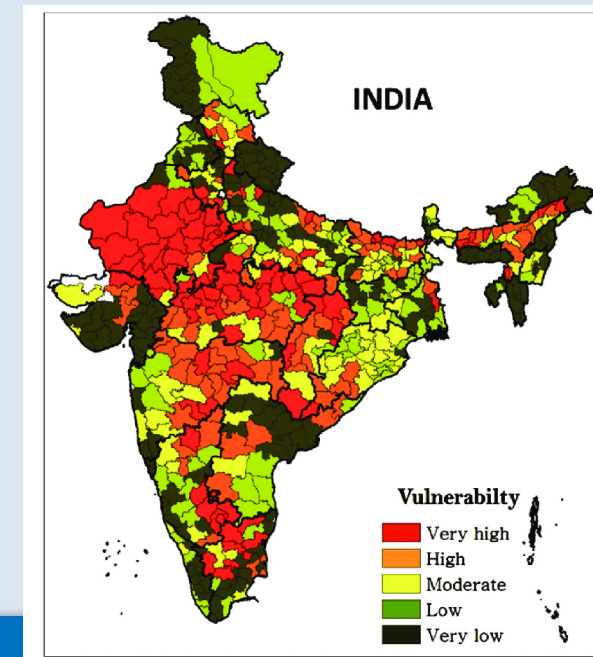 INDIA
Vulnerabilty
Very high
High
Moderate
Low
Very low